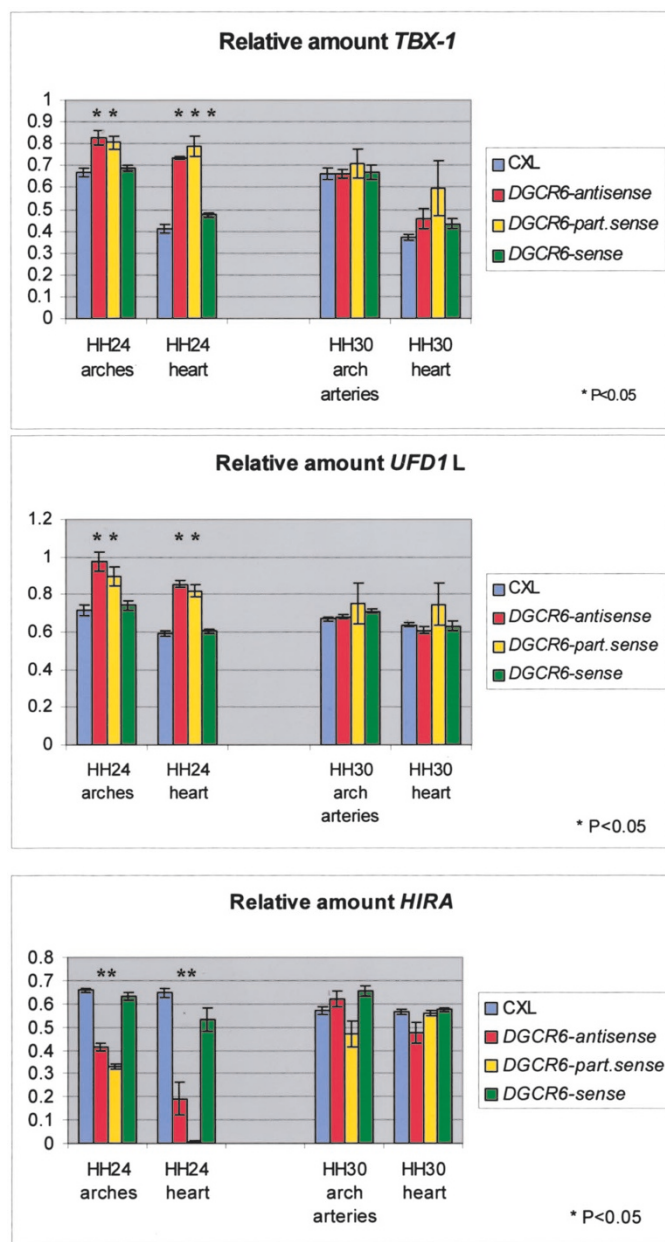 Relative amount TBX-1
1
0.9
0.8
0.7
0.6
0.5
0.4
0.3
0.2
0.1
0
* * * * *
HH24 arches
HH24 heart
HH30 arch arteries
HH30 heart
CXL
DGCR6-antisense
DGCR6-part.sense
DGCR6-sense
* P<0.05
Relative amount UFD1 L
1.2
1
0.8
0.6
0.4
0.2
0
* * * *
HH24 arches
HH24 heart
HH30 arch arteries
HH30 heart
CXL
DGCR6-antisense
DGCR6-part.sense
DGCR6-sense
* P<0.05
Relative amount HIRA
0.8
0.7
0.6
0.5
0.4
0.3
0.2
0.1
0
** **
HH24 arches
HH24 heart
HH30 arch arteries
HH30 heart
CXL
DGCR6-antisense
DGCR6-part.sense
DGCR6-sense
* P<0.05